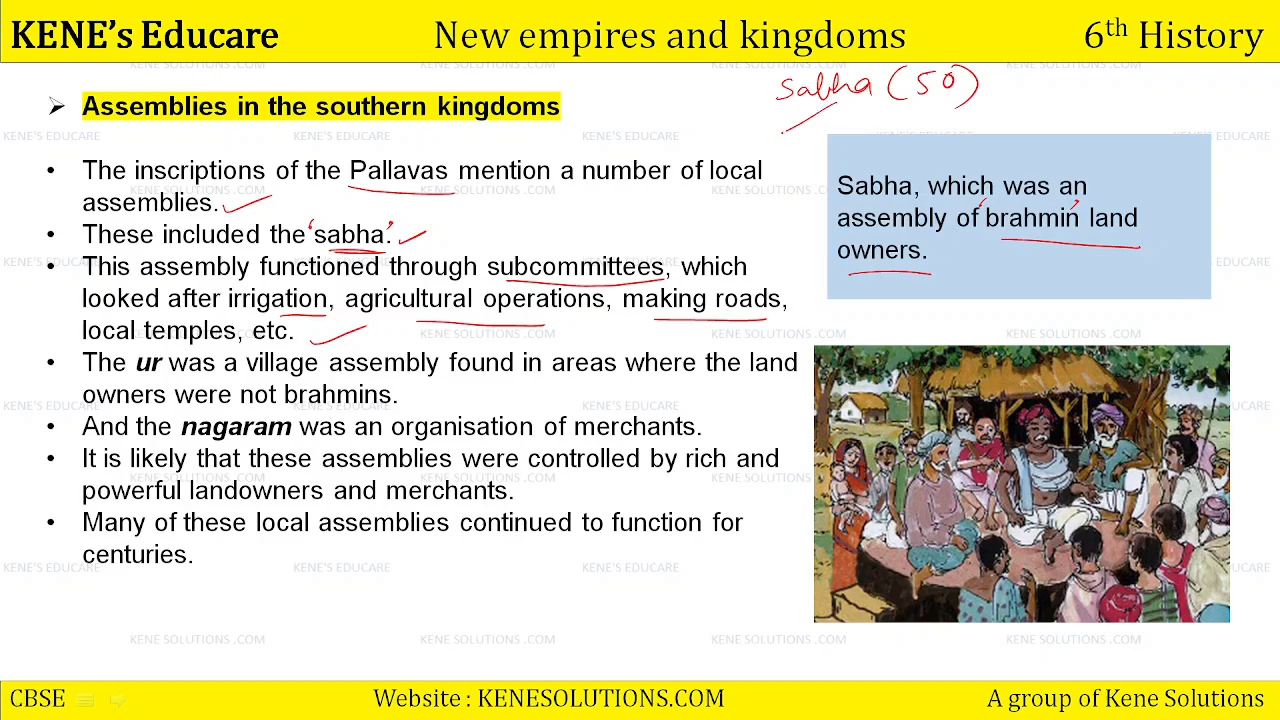 KENE's Educare New empires and kingdoms 6th History
Sabha (50)
➢ Assemblies in the southern kingdoms
• The inscriptions of the Pallavas mention a number of local
assemblies.
• These included the 'sabha'.
• This assembly functioned through subcommittees, which
looked after irrigation, agricultural operations, making roads,
local temples, etc.
• The ur was a village assembly found in areas where the land
owners were not brahmins.
• And the nagaram was an organisation of merchants.
• It is likely that these assemblies were controlled by rich and
powerful landowners and merchants.
• Many of these local assemblies continued to function for
centuries.
Sabha, which was an
assembly of 'brahmin' land
owners.
CBSE Website : KENESOLUTIONS.COM A group of Kene Solutions